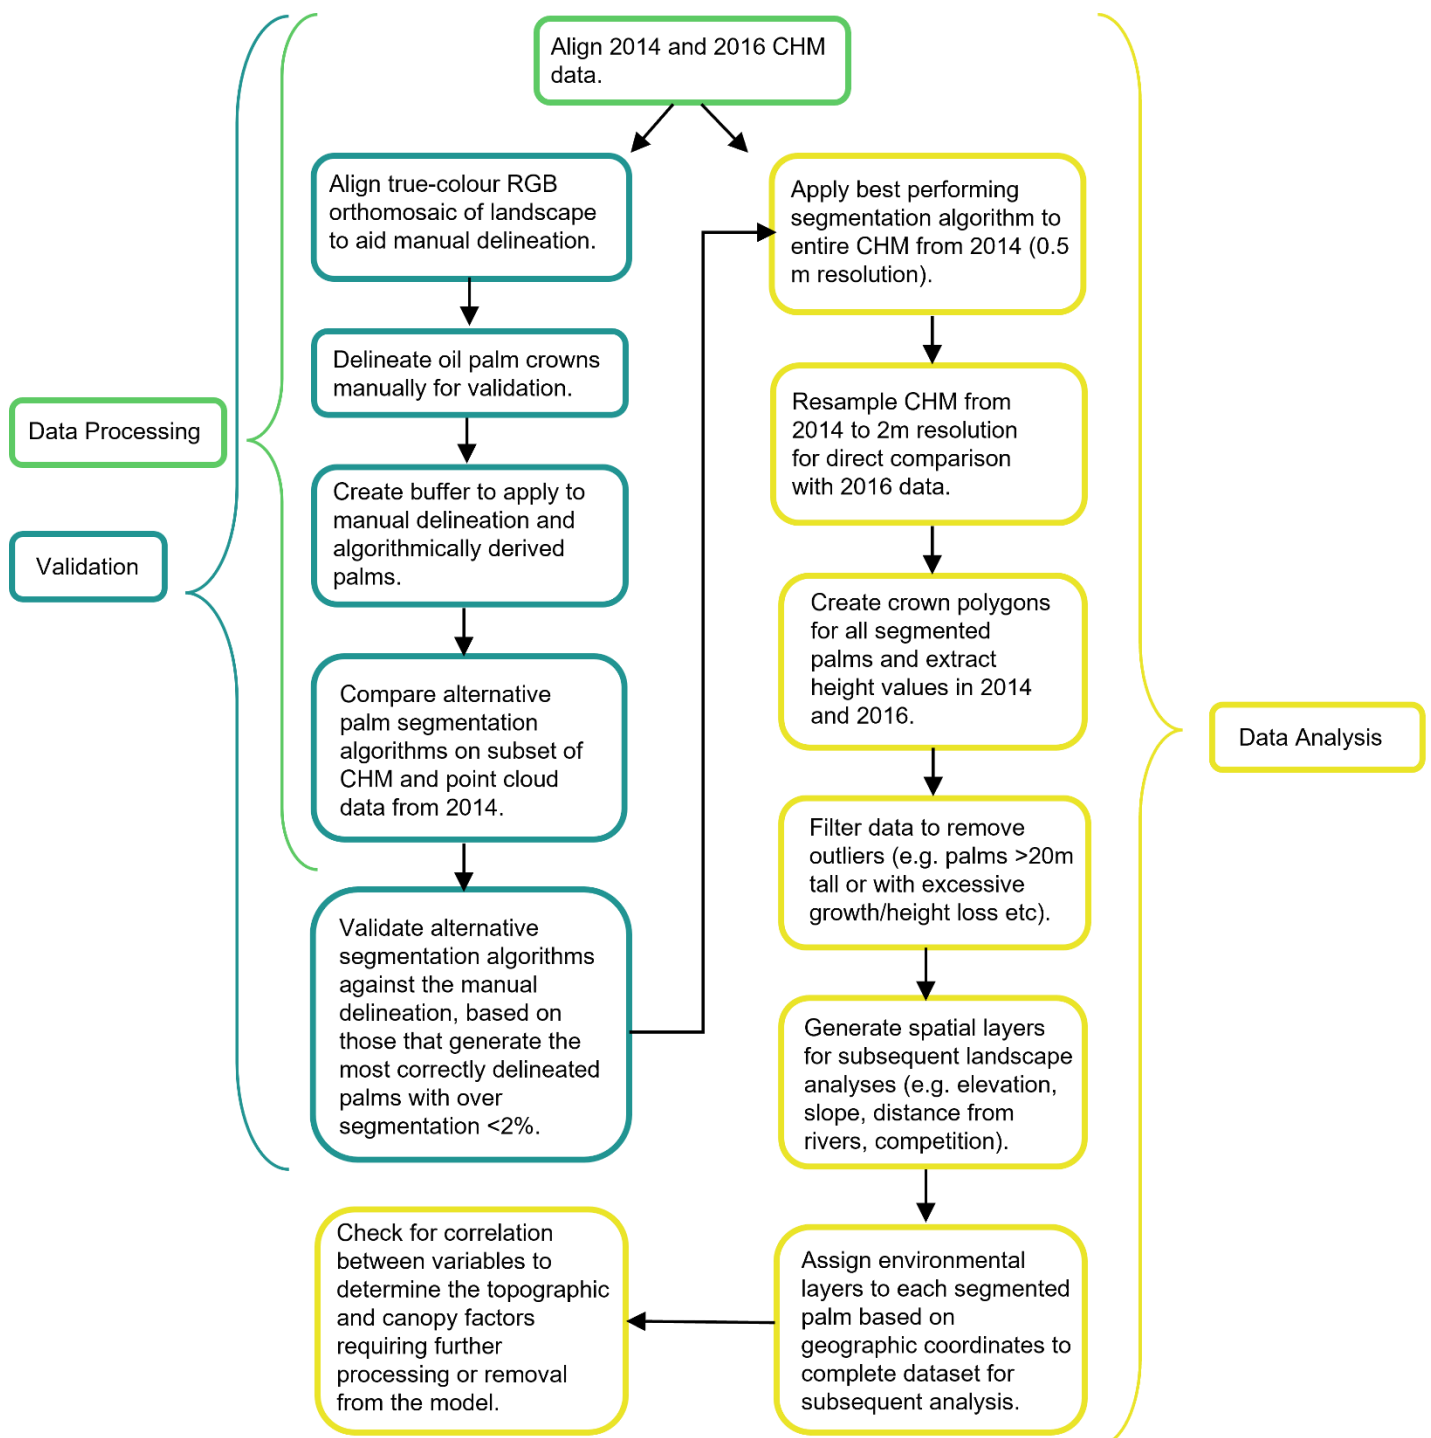 Align 2014 and 2016 CHM
data.
Align true-colour RGB
orthomosaic of landscape
to aid manual delineation.
Delineate oil palm crowns
manually for validation.
Create buffer to apply to
manual delineation and
algorithmically derived
palms.
Compare alternative
palm segmentation
algorithms on subset of
CHM and point cloud
data from 2014.
Validate alternative
segmentation algorithms
against the manual
delineation, based on
those that generate the
most correctly delineated
palms with over
segmentation <2%.
Data Processing
Validation
Apply best performing
segmentation algorithm to
entire CHM from 2014 (0.5
m resolution).
Resample CHM from
2014 to 2m resolution
for direct comparison
with 2016 data.
Create crown polygons
for all segmented
palms and extract
height values in 2014
and 2016.
Filter data to remove
outliers (e.g. palms >20m
tall or with excessive
growth/height loss etc).
Generate spatial layers
for subsequent landscape
analyses (e.g. elevation,
slope, distance from
rivers, competition).
Assign environmental
layers to each segmented
palm based on
geographic coordinates to
complete dataset for
subsequent analysis.
Check for correlation
between variables to
determine the topographic
and canopy factors
requiring further
processing or removal
from the model.
Data Analysis